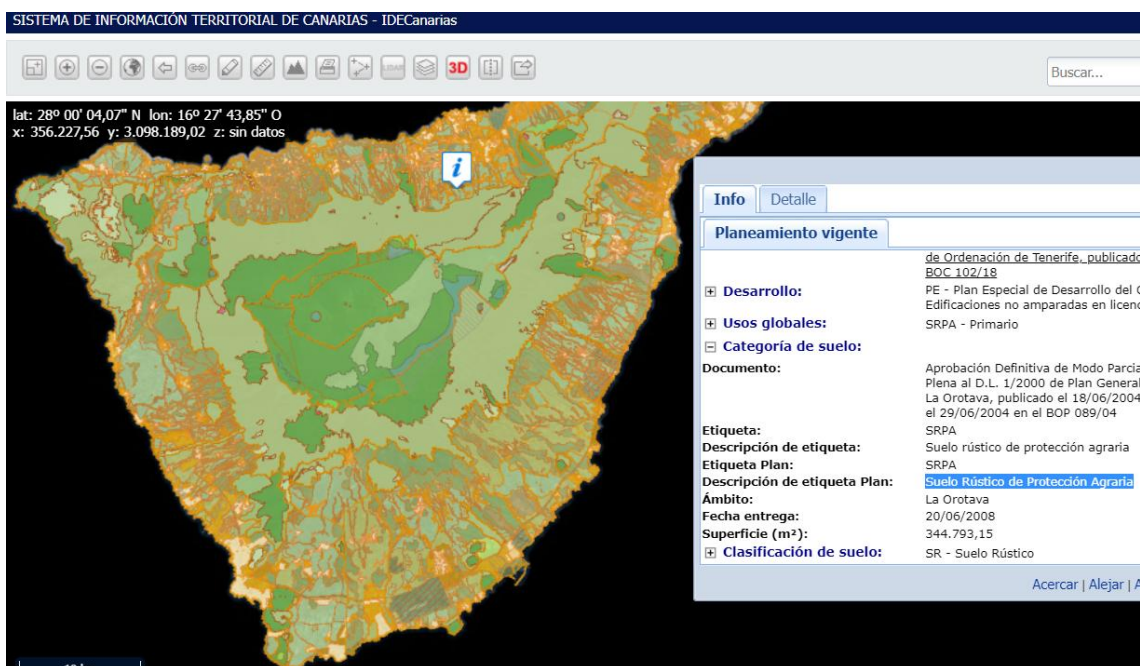 SISTEMA DE INFORMACIÓN TERRITORIAL DE CANARIAS - IDECanarias
LIDAR
3D
Buscar...
lat: 28º 00' 04,07" N lon: 16º 27' 43,85" O
x: 356.227,56 y: 3.098.189,02 z: sin datos
i
Info Detalle
Planeamiento vigente
de Ordenación de Tenerife, publicado
BOC 102/18
Desarrollo: PE - Plan Especial de Desarrollo del
Edificaciones no amparadas en
Usos globales: SRPA - Primario
Categoría de suelo:
Documento: Aprobación Definitiva de Modo
Plena al D.L. 1/2000 de Plan General
La Orotava, publicado el 18/06/2004
el 29/06/2004 en el BOP 089/04
Etiqueta: SRPA
Descripción de etiqueta: Suelo rústico de protección agraria
Etiqueta Plan: SRPA
Descripción de etiqueta Plan: Suelo Rústico de Protección Agraria
Ámbito: La Orotava
Fecha entrega: 20/06/2008
Superficie (m²): 344.793,15
Clasificación de suelo: SR - Suelo Rústico
Acercar | Alejar |